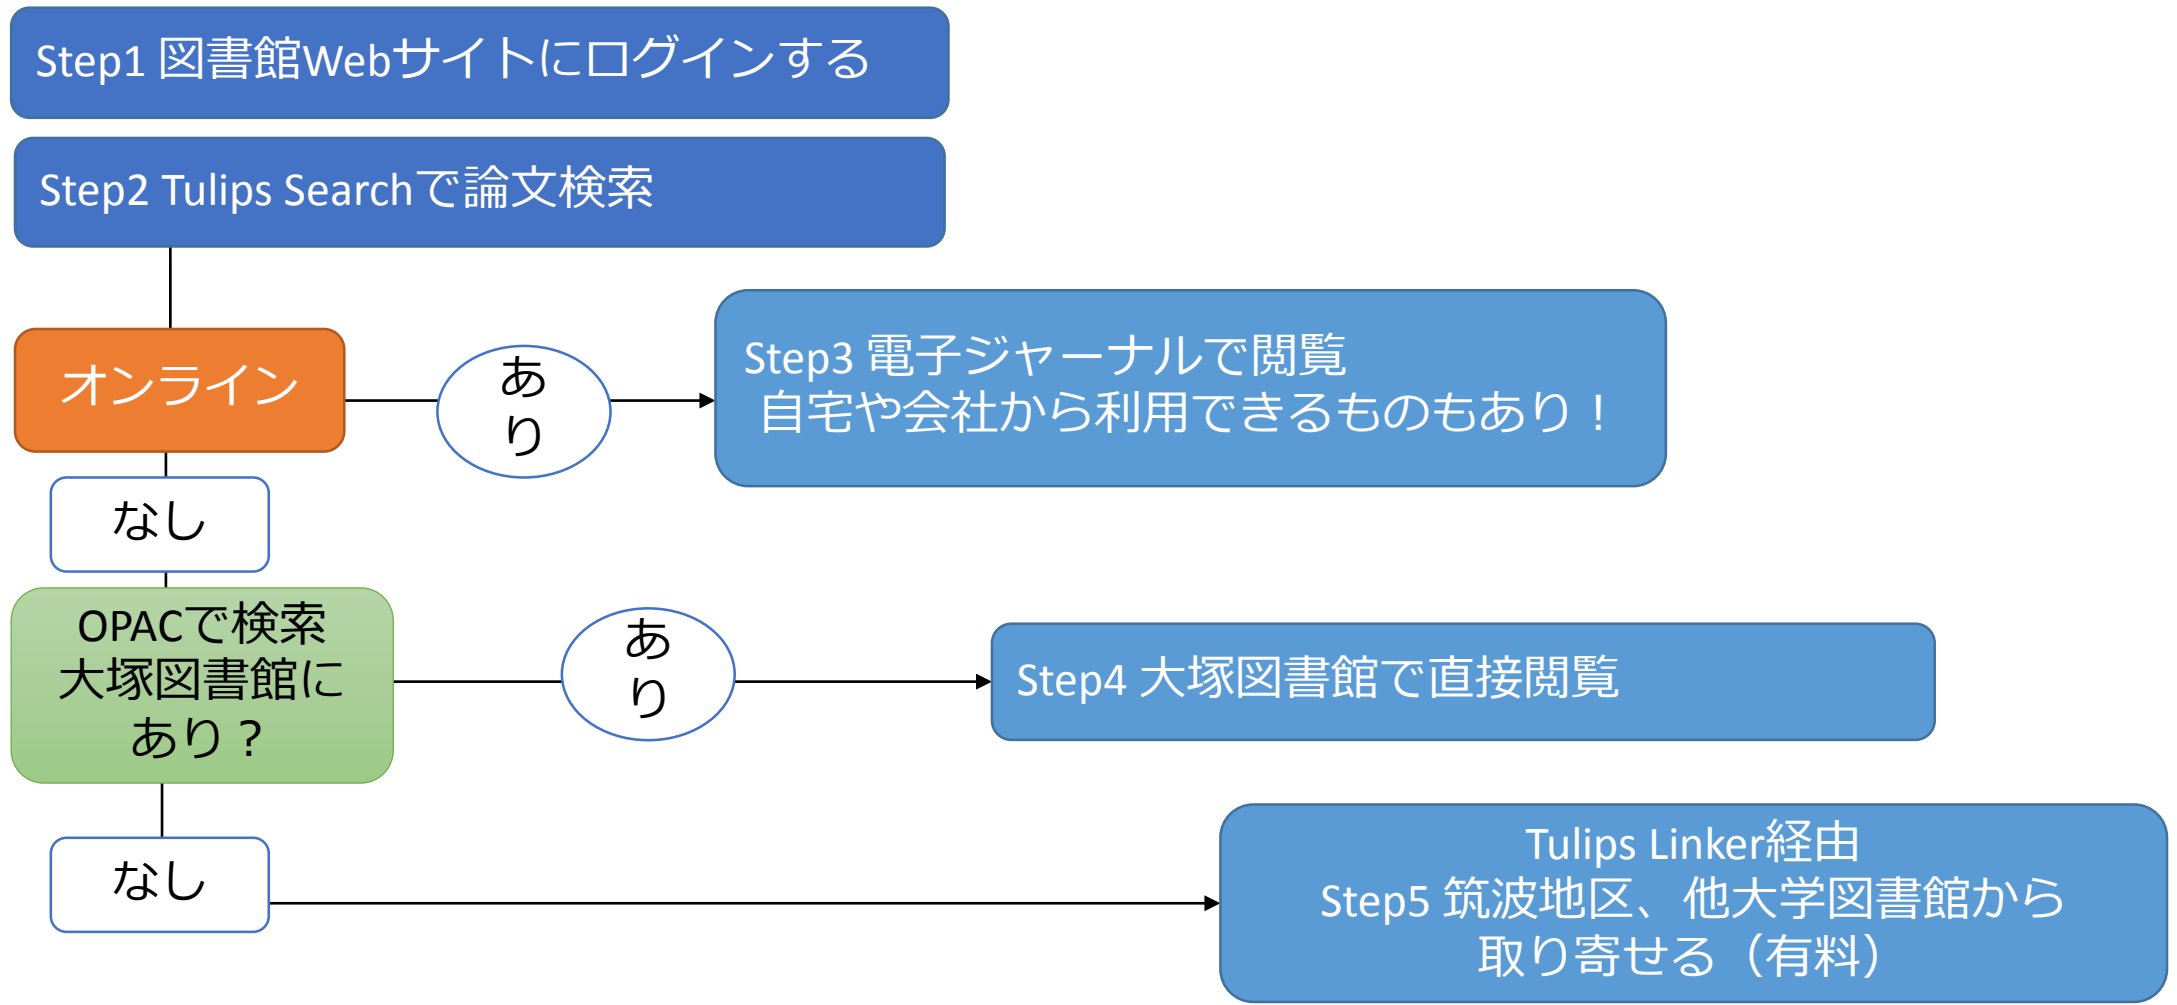 Step1 図書館Webサイトにログインする
Step2 Tulips Searchで論文検索
オンライン
あ
り
Step3 電子ジャーナルで閲覧
自宅や会社から利用できるものもあり！
なし
OPACで検索
大塚図書館に
あり？
あ
り
Step4 大塚図書館で直接閲覧
なし
Tulips Linker経由
Step5 筑波地区、他大学図書館から
取り寄せる（有料）